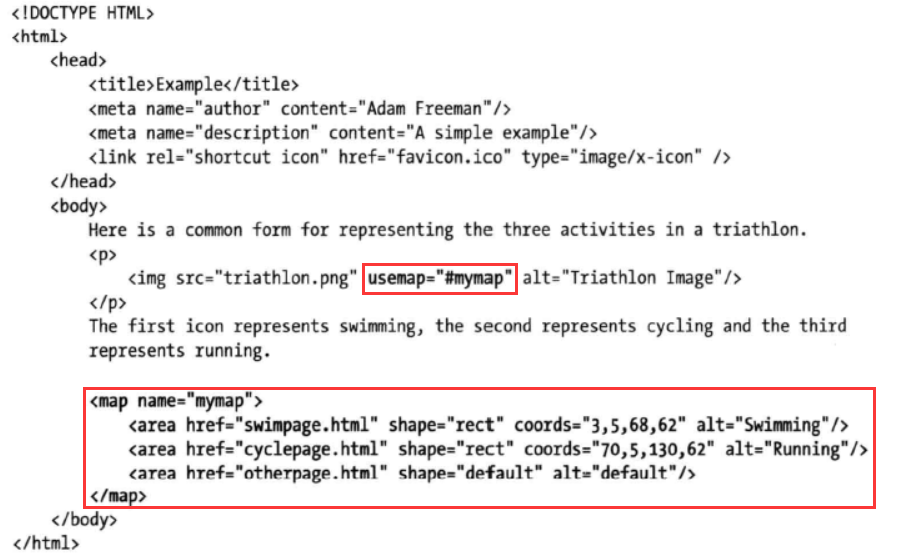 <!DOCTYPE HTML>
<html>
<head>
<title>Example</title>
<meta name="author" content="Adam Freeman"/>
<meta name="description" content="A simple example"/>
<link rel="shortcut icon" href="favicon.ico" type="image/x-icon" />
</head>
<body>
Here is a common form for representing the three activities in a triathlon.
<p>
<img src="triathlon.png" usemap="#mymap" alt="Triathlon Image"/>
</p>
The first icon represents swimming, the second represents cycling and the third
represents running.
<map name="mymap">
<area href="swimpage.html" shape="rect" coords="3,5,68,62" alt="Swimming"/>
<area href="cyclepage.html" shape="rect" coords="70,5,130,62" alt="Running"/>
<area href="otherpage.html" shape="default" alt="default"/>
</map>
</body>
</html>